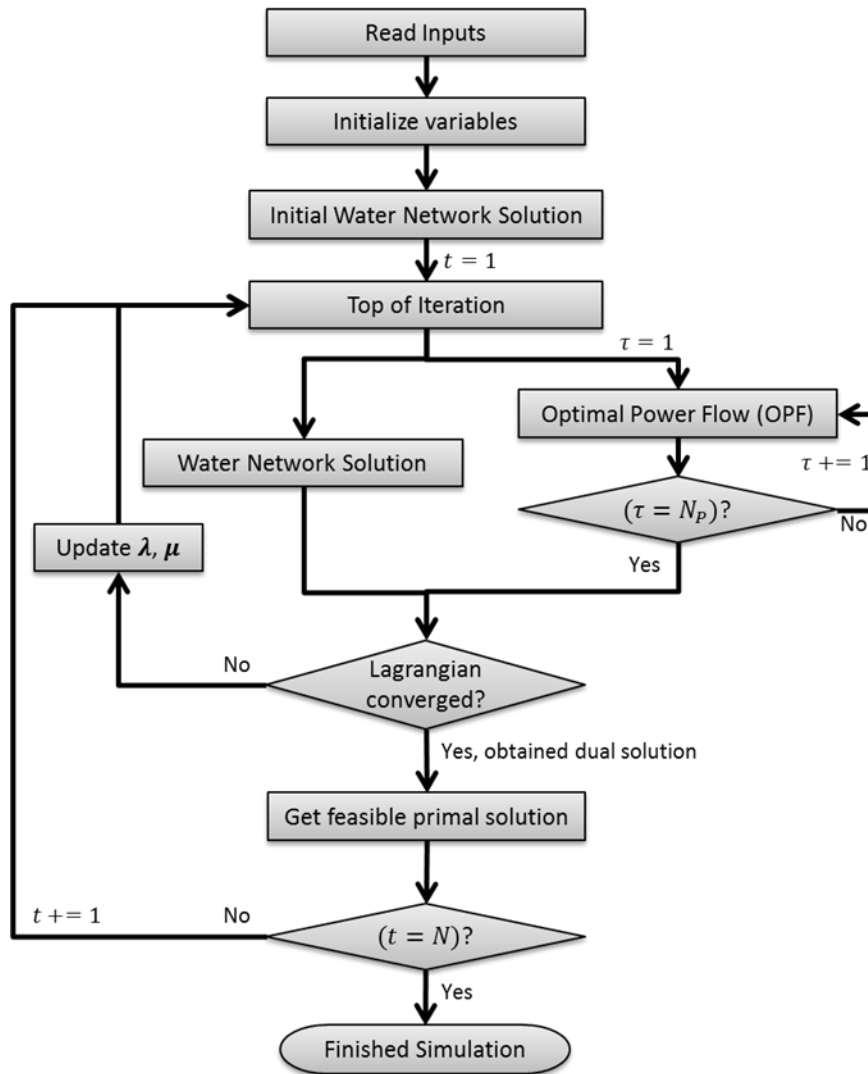 Read Inputs
Initialize variables
Initial Water Network Solution
t = 1
Top of Iteration
τ = 1
Optimal Power Flow (OPF)
Water Network Solution
τ += 1
(τ = N_P)?
No
Update λ, μ
Yes
No
Lagrangian
converged?
Yes, obtained dual solution
Get feasible primal solution
t += 1
No
(t = N)?
Yes
Finished Simulation